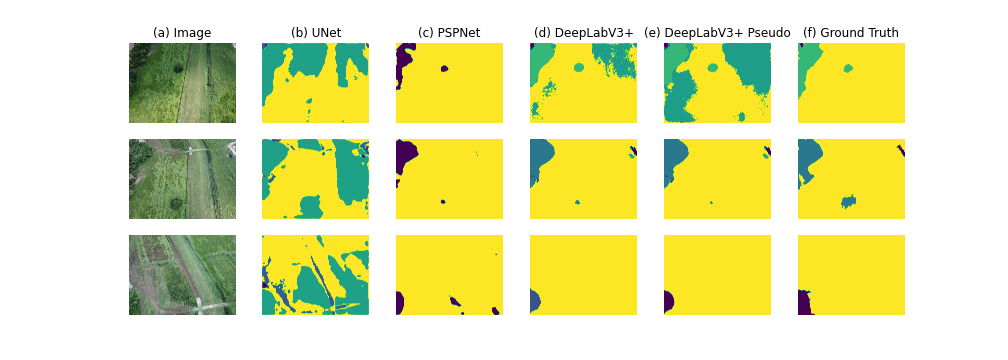 (a) Image
(b) UNet
(c) PSPNet
(d) DeepLabV3+
(e) DeepLabV3+ Pseudo
(f) Ground Truth